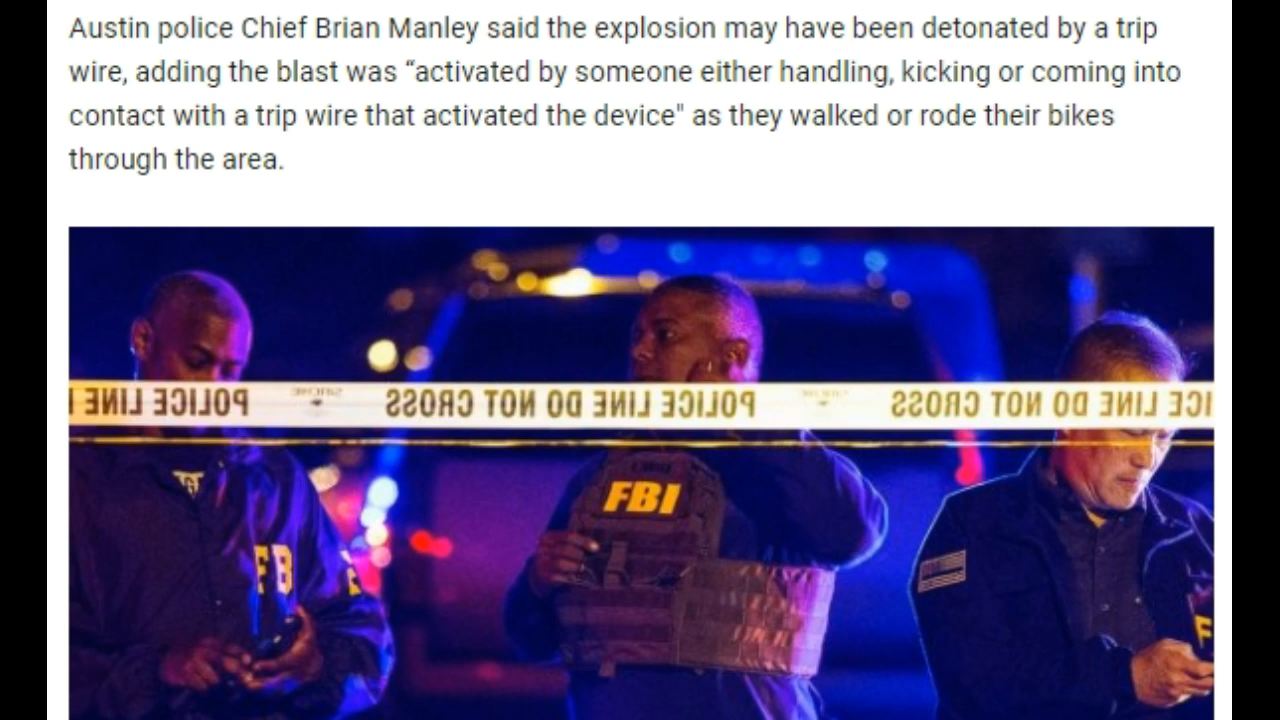 Austin police Chief Brian Manley said the explosion may have been detonated by a trip
wire, adding the blast was “activated by someone either handling, kicking or coming into
contact with a trip wire that activated the device" as they walked or rode their bikes
through the area.
POLICE LINE POLICE LINE DO NOT CROSS POLICE LINE DO NOT CROSS
FBI
FB
F